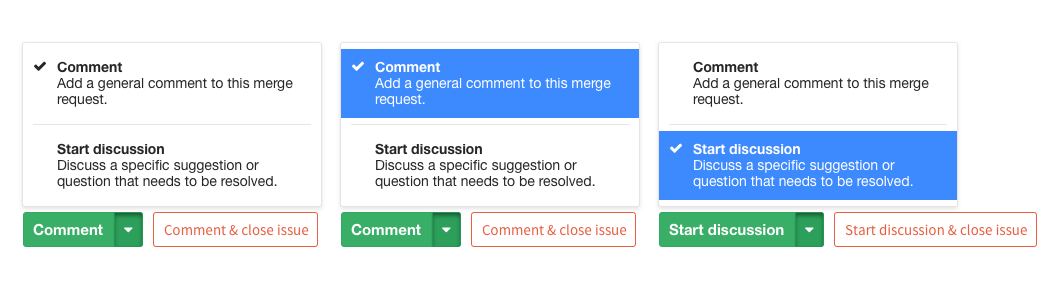 Comment
Add a general comment to this merge
request.
Start discussion
Discuss a specific suggestion or
question that needs to be resolved.
Comment
Comment & close issue
Comment
Add a general comment to this merge
request.
Start discussion
Discuss a specific suggestion or
question that needs to be resolved.
Comment
Comment & close issue
Comment
Add a general comment to this merge
request.
Start discussion
Discuss a specific suggestion or
question that needs to be resolved.
Start discussion
Start discussion & close issue